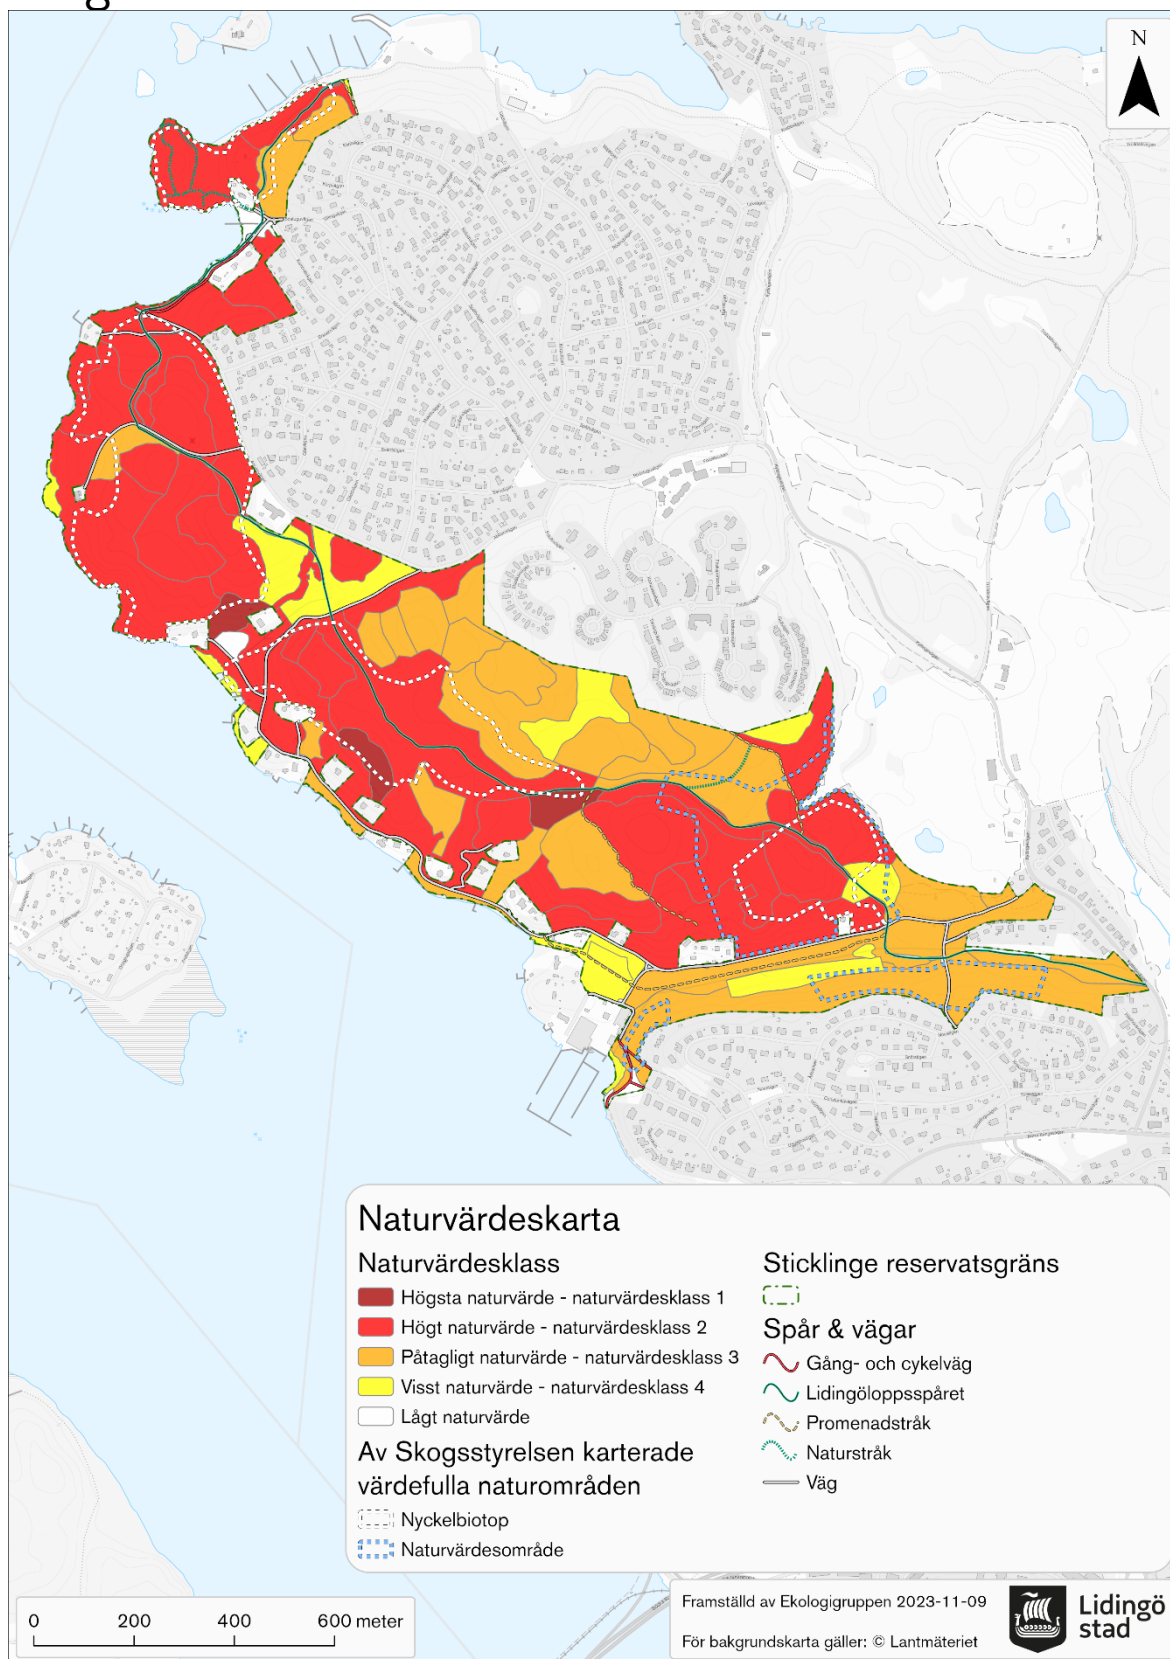 g
N
Naturvärdeskarta
Naturvärdesklass
Högsta naturvärde - naturvärdesklass 1
Högt naturvärde - naturvärdesklass 2
Påtagligt naturvärde - naturvärdesklass 3
Visst naturvärde - naturvärdesklass 4
Lågt naturvärde
Av Skogsstyrelsen karterade
värdefulla naturområden
Nyckelbiotop
Naturvärdesområde
Sticklinge reservatsgräns
Spår & vägar
Gång- och cykelväg
Lidingöloppsspåret
Promenadstråk
Naturstråk
Väg
0 200 400 600 meter
Framställd av Ekologigruppen 2023-11-09
För bakgrundskarta gäller: © Lantmäteriet
Lidingö
stad